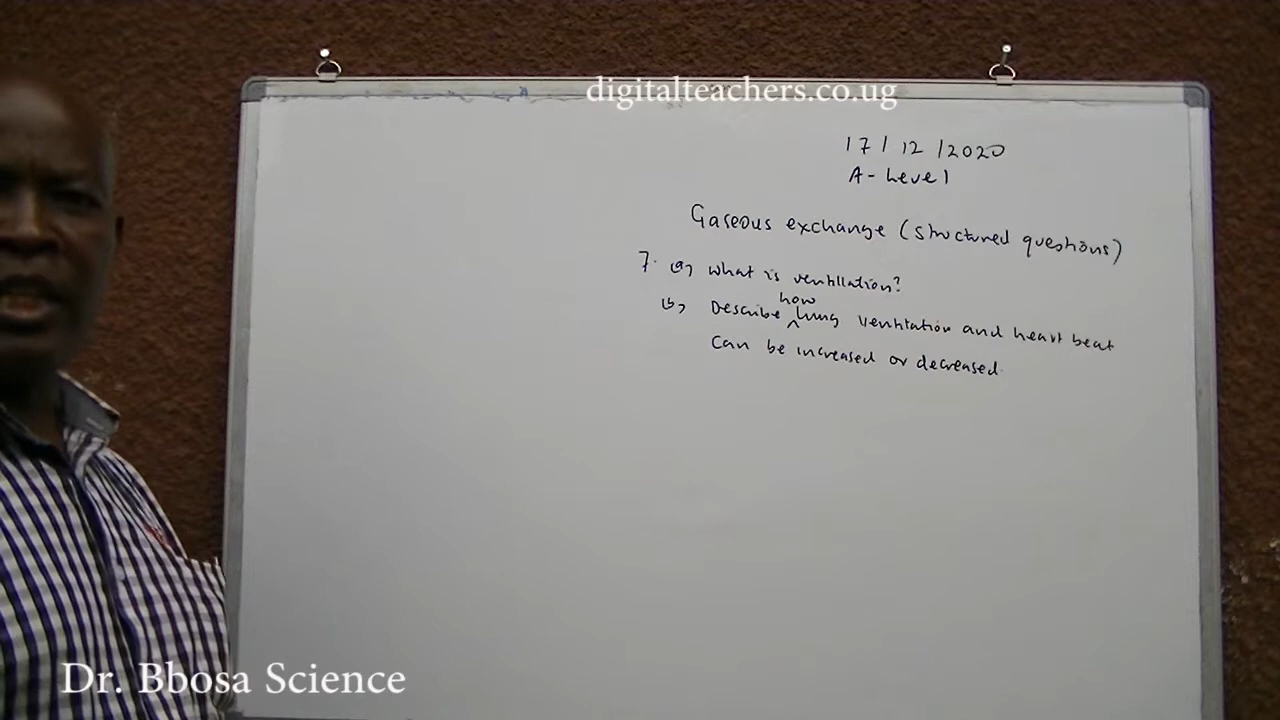 digitalteachers.co.ug
17/12/2020
A-Level
Gaseous exchange (structured questions)
7. (a) What is ventillation?
(b) Describe how lung ventilation and heart beat
can be increased or decreased.
Dr. Bbosa Science